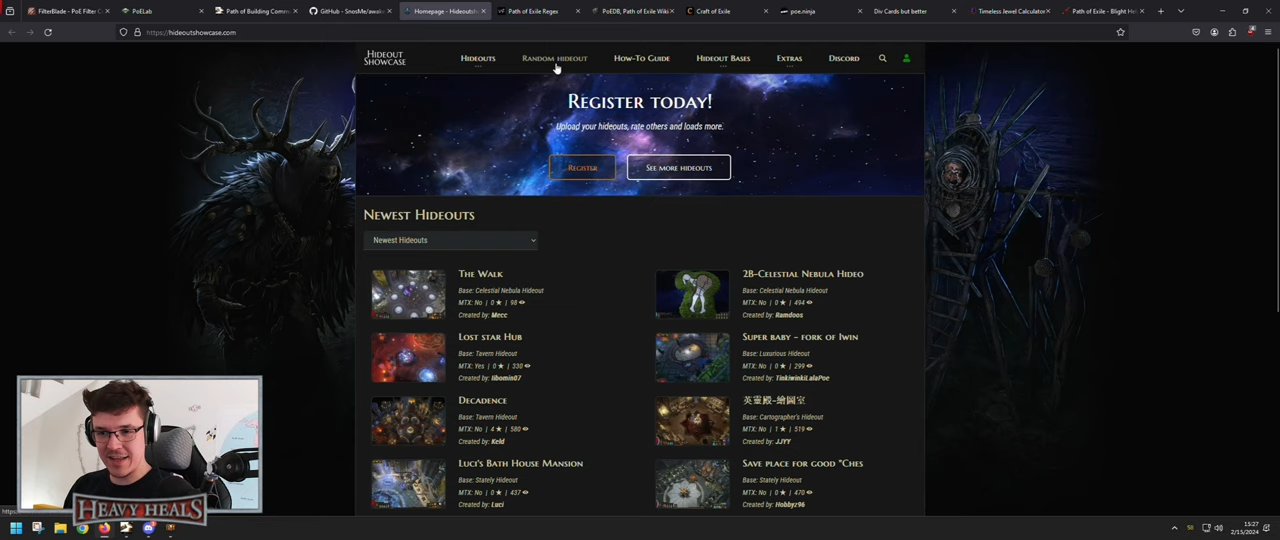 FilterBlade - PoE Filter C
PoELab
Path of Building Commu
GitHub - SnosMe/awak
Homepage - Hideoutsh
Path of Exile Regex
PoEDB, Path of Exile Wiki
Craft of Exile
poe.ninja
Div Cards but better
Timeless Jewel Calculator
Path of Exile - Blight Hel
https://hideoutshowcase.com
HIDEOUT
SHOWCASE
HIDEOUTS
RANDOM HIDEOUT
HOW-TO GUIDE
HIDEOUT BASES
EXTRAS
DISCORD
REGISTER TODAY!
Upload your hideouts, rate others and loads more.
REGISTER
SEE MORE HIDEOUTS
NEWEST HIDEOUTS
Newest Hideouts
THE WALK
Base: Celestial Nebula Hideout
MTX: No | 0 ★ | 98
Created by: Mecc
2B-CELESTIAL NEBULA HIDEO
Base: Celestial Nebula Hideout
MTX: No | 0 ★ | 494
Created by: Ramdoos
LOST STAR HUB
Base: Tavern Hideout
MTX: Yes | 0 ★ | 330
Created by: libomin07
SUPER BABY - FORK OF IWIN
Base: Luxurious Hideout
MTX: No | 0 ★ | 299
Created by: TinkiwinkiLalaPoe
DECADENCE
Base: Tavern Hideout
MTX: No | 4 ★ | 580
Created by: Keld
英靈殿-繪圖室
Base: Cartographer's Hideout
MTX: No | 1 ★ | 519
Created by: JJYY
LUCI'S BATH HOUSE MANSION
Base: Stately Hideout
MTX: No | 0 ★ | 437
Created by: Luci
SAVE PLACE FOR GOOD "CHES
Base: Stately Hideout
MTX: No | 0 ★ | 470
Created by: Hobbyz96
HEAVY HEALS
15:27
2/15/2024